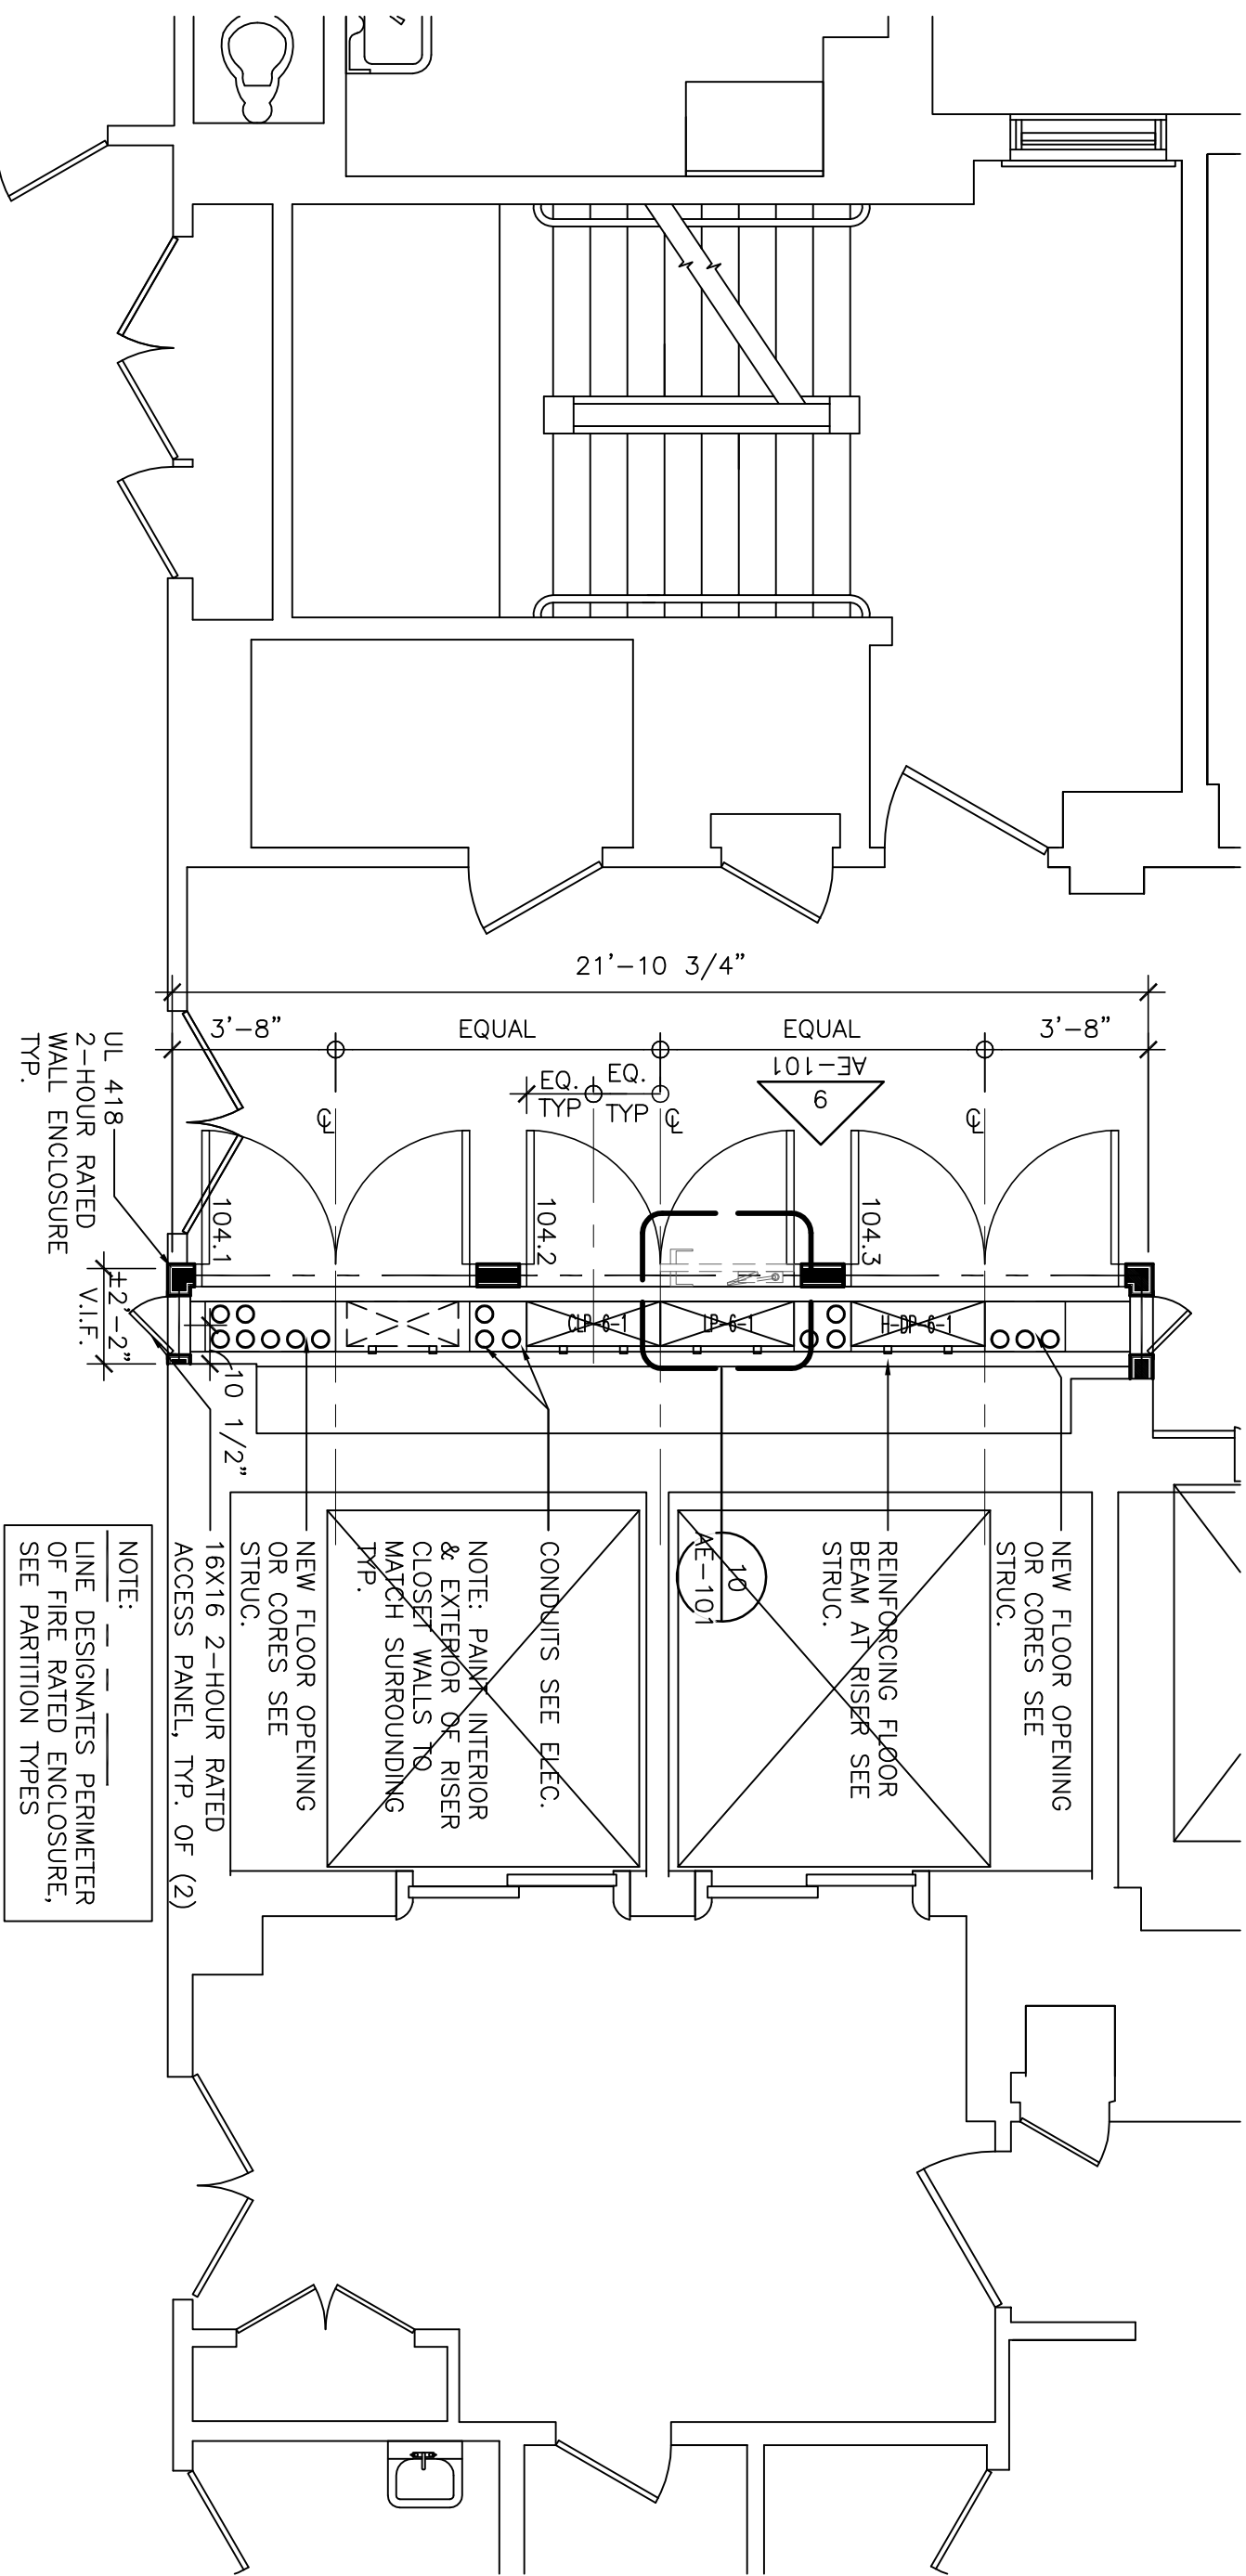 21'-10 3/4"
3'-8"
EQUAL
EQUAL
3'-8"
EQ.
TYP
EQ.
TYP
AE-101
9
℄
℄
℄
104.1
104.2
104.3
CLP-6-1
LP-6-1
H-DP-6-1
UL 418
2-HOUR RATED
WALL ENCLOSURE
TYP.
±2'-2"
V.I.F.
10 1/2"
NEW FLOOR OPENING
OR CORES SEE
STRUC.
REINFORCING FLOOR
BEAM AT RISER SEE
STRUC.
10
AE-101
CONDUITS SEE ELEC.
NOTE: PAINT INTERIOR
& EXTERIOR OF RISER
CLOSET WALLS TO
MATCH SURROUNDING
TYP.
NEW FLOOR OPENING
OR CORES SEE
STRUC.
16X16 2-HOUR RATED
ACCESS PANEL, TYP. OF (2)
NOTE:
LINE DESIGNATES PERIMETER
OF FIRE RATED ENCLOSURE,
SEE PARTITION TYPES